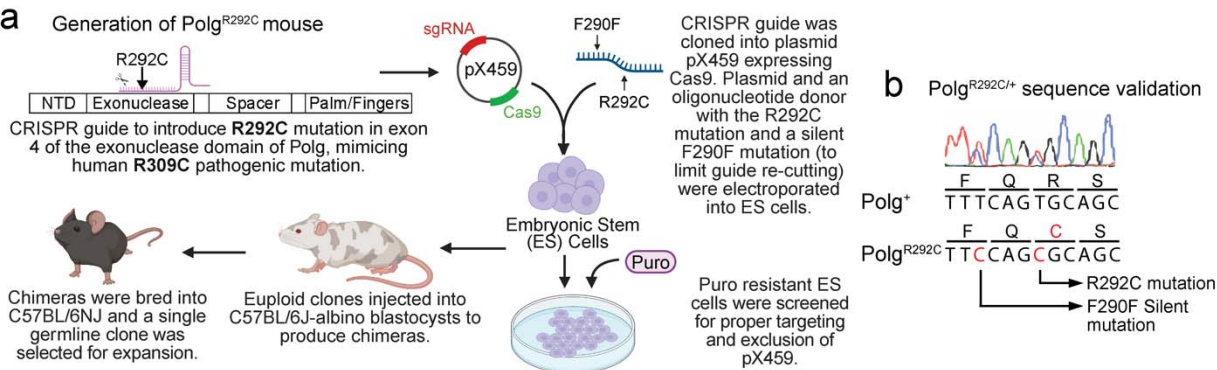 a
Generation of Polg^R292C mouse
R292C
NTD Exonuclease Spacer Palm/Fingers
CRISPR guide to introduce R292C mutation in exon
4 of the exonuclease domain of Polg, mimicing
human R309C pathogenic mutation.
sgRNA
pX459
Cas9
F290F
R292C
CRISPR guide was
cloned into plasmid
pX459 expressing
Cas9. Plasmid and an
oligonucleotide donor
with the R292C
mutation and a silent
F290F mutation (to
limit guide re-cutting)
were electroporated
into ES cells.
Embryonic Stem
(ES) Cells
Puro
Puro resistant ES
cells were screened
for proper targeting
and exclusion of
pX459.
Euploid clones injected into
C57BL/6J-albino blastocysts to
produce chimeras.
Chimeras were bred into
C57BL/6NJ and a single
germline clone was
selected for expansion.
b
Polg^R292C/+ sequence validation
F Q R S
Polg^+ TTTCAGTGCAGC
F Q C S
Polg^R292C TTCCAGCGCAGC
R292C mutation
F290F Silent
mutation